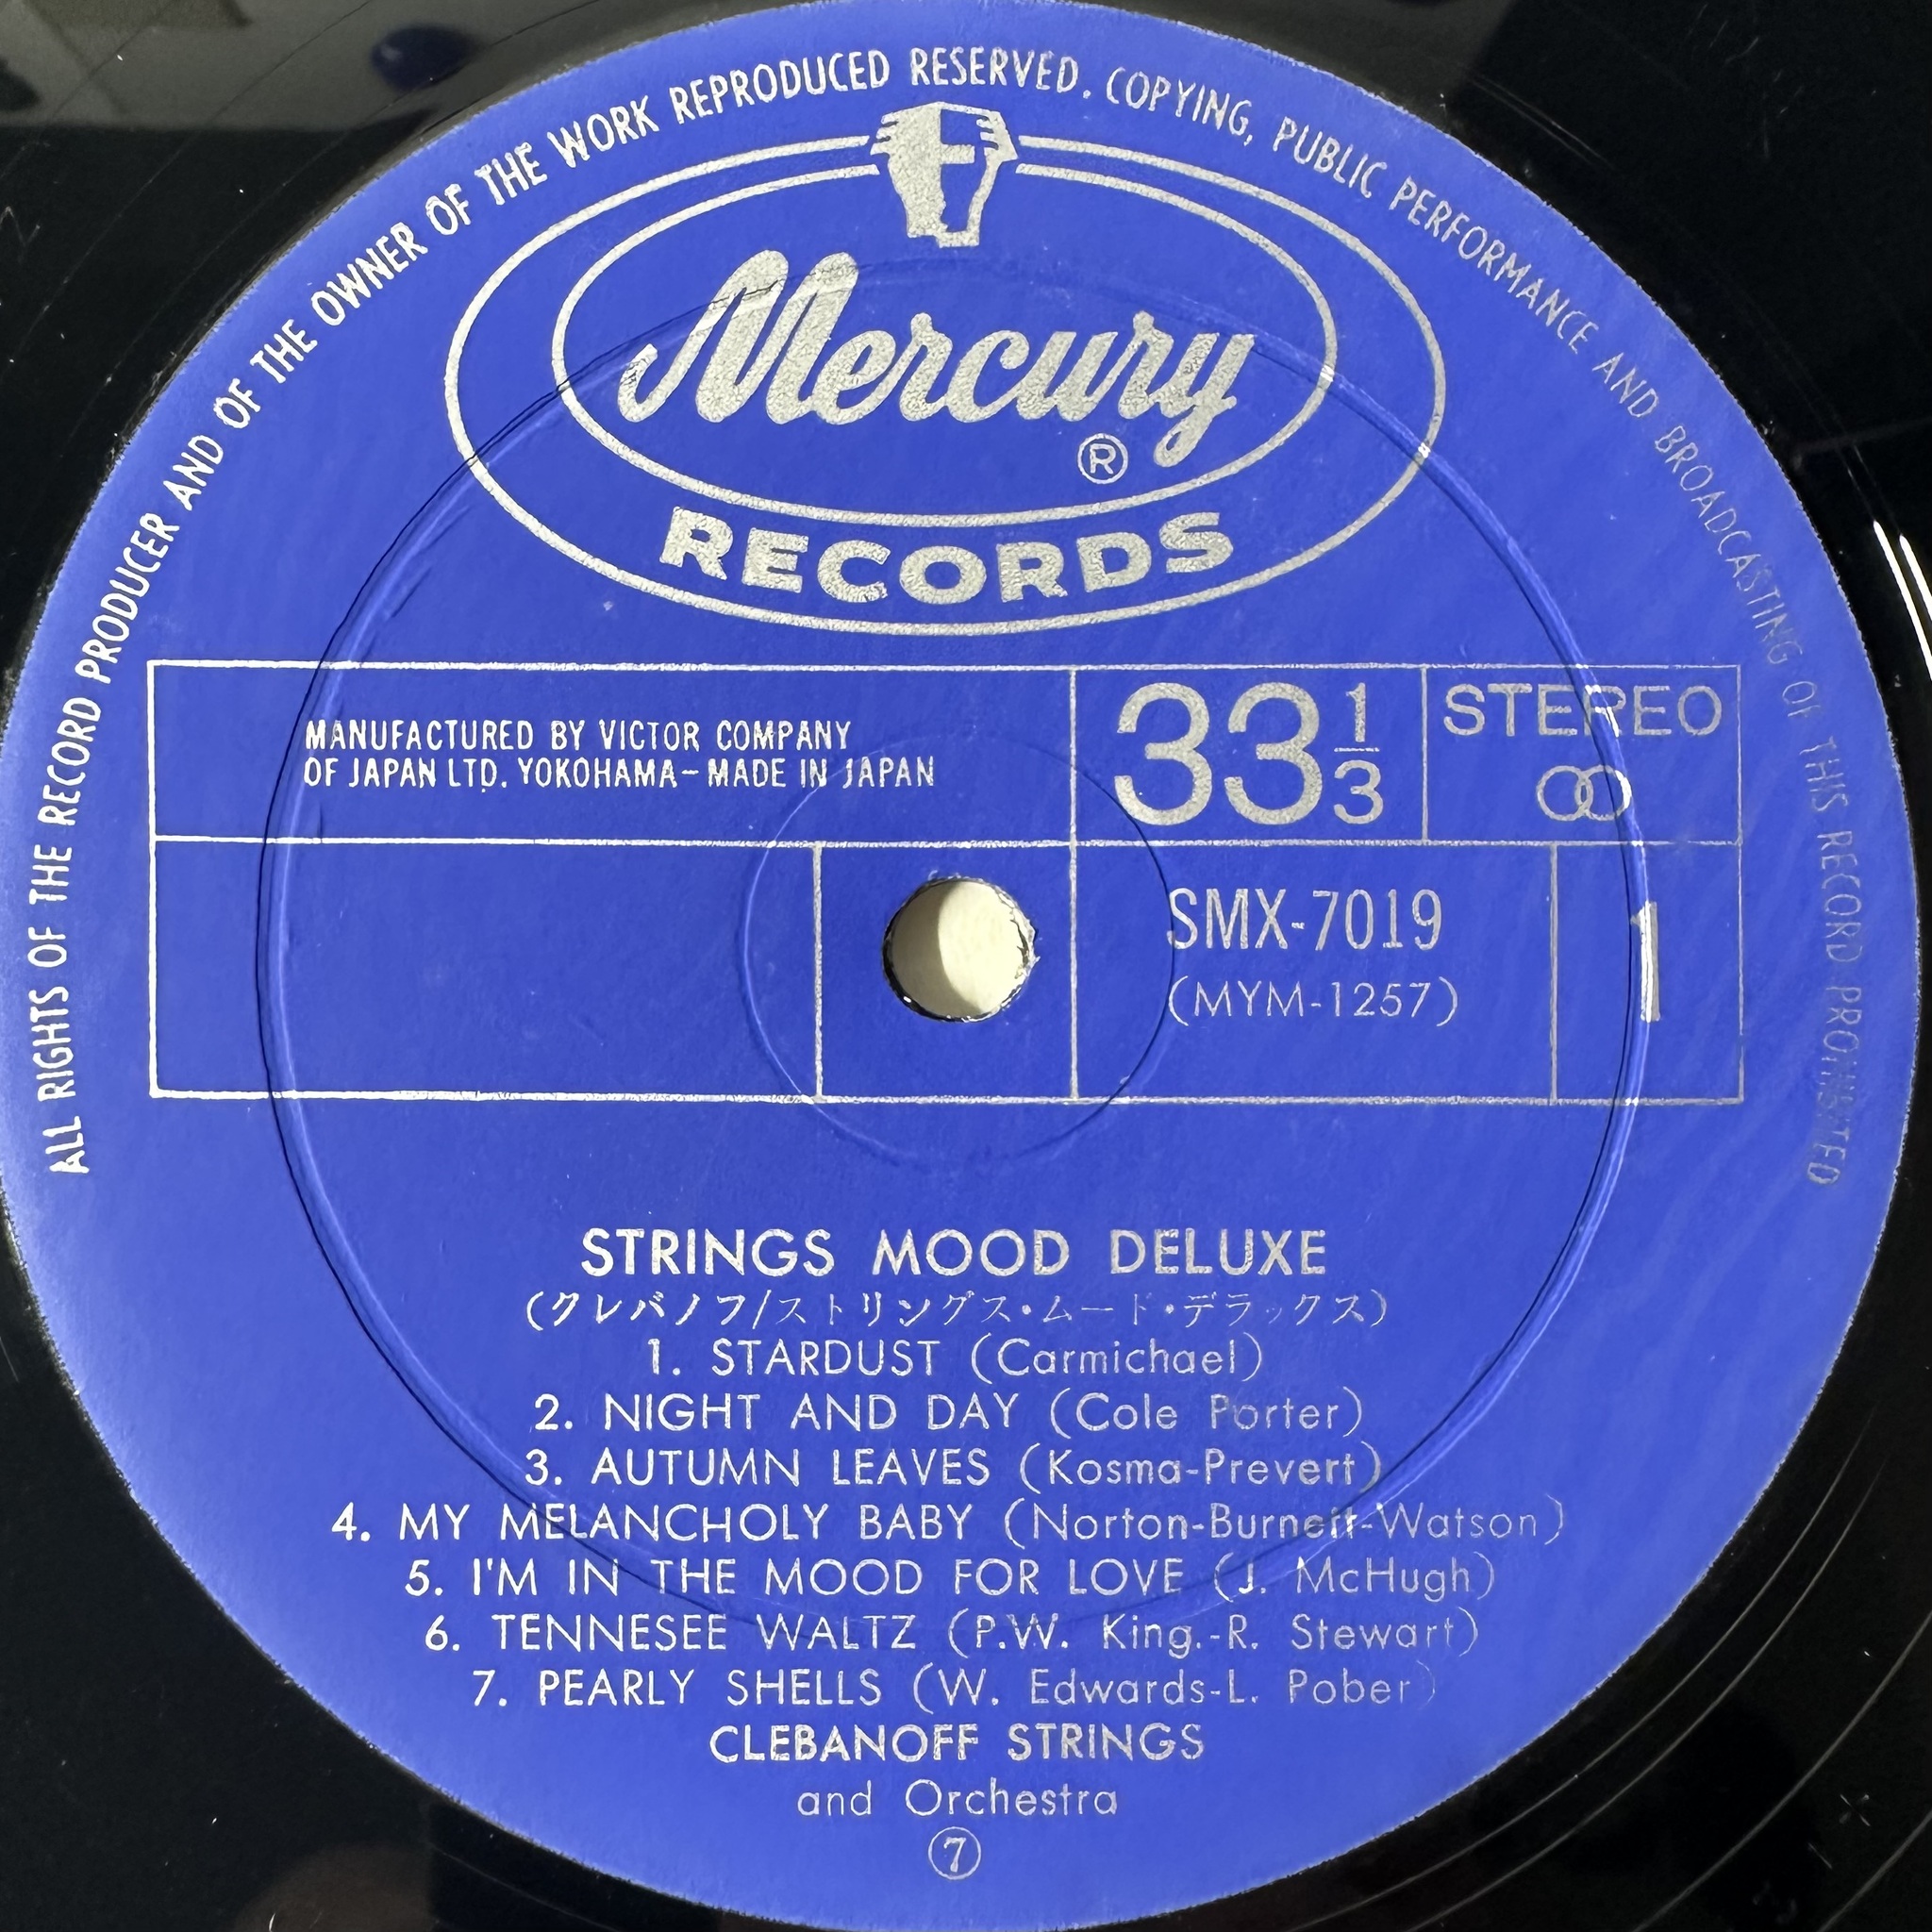 ALL RIGHTS OF THE RECORD PRODUCER AND OF THE OWNER OF THE WORK REPRODUCED RESERVED. COPYING, PUBLIC PERFORMANCE AND BROADCASTING OF THIS RECORD PROHIBITED
Mercury
®
RECORDS
MANUFACTURED BY VICTOR COMPANY
OF JAPAN LTD. YOKOHAMA-MADE IN JAPAN
33 1/3
STEREO
SMX-7019
(MYM-1257)
1
STRINGS MOOD DELUXE
(クレバノフ/ストリングス・ムード・デラックス)
1. STARDUST (Carmichael)
2. NIGHT AND DAY (Cole Porter)
3. AUTUMN LEAVES (Kosma-Prevert)
4. MY MELANCHOLY BABY (Norton-Burnett-Watson)
5. I'M IN THE MOOD FOR LOVE (J. McHugh)
6. TENNESEE WALTZ (P.W. King.-R. Stewart)
7. PEARLY SHELLS (W. Edwards-L. Pober)
CLEBANOFF STRINGS
and Orchestra
⑦